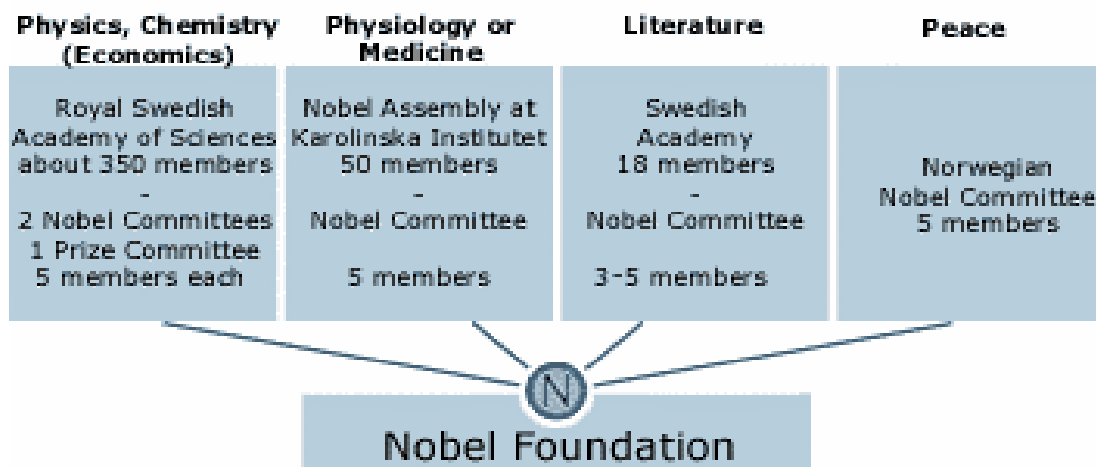 Physics, Chemistry
(Economics)
Royal Swedish
Academy of Sciences
about 350 members
-
2 Nobel Committees
1 Prize Committee
5 members each
Physiology or
Medicine
Nobel Assembly at
Karolinska Institutet
50 members
-
Nobel Committee
5 members
Literature
Swedish
Academy
18 members
-
Nobel Committee
3-5 members
Peace
Norwegian
Nobel Committee
5 members
N
Nobel Foundation